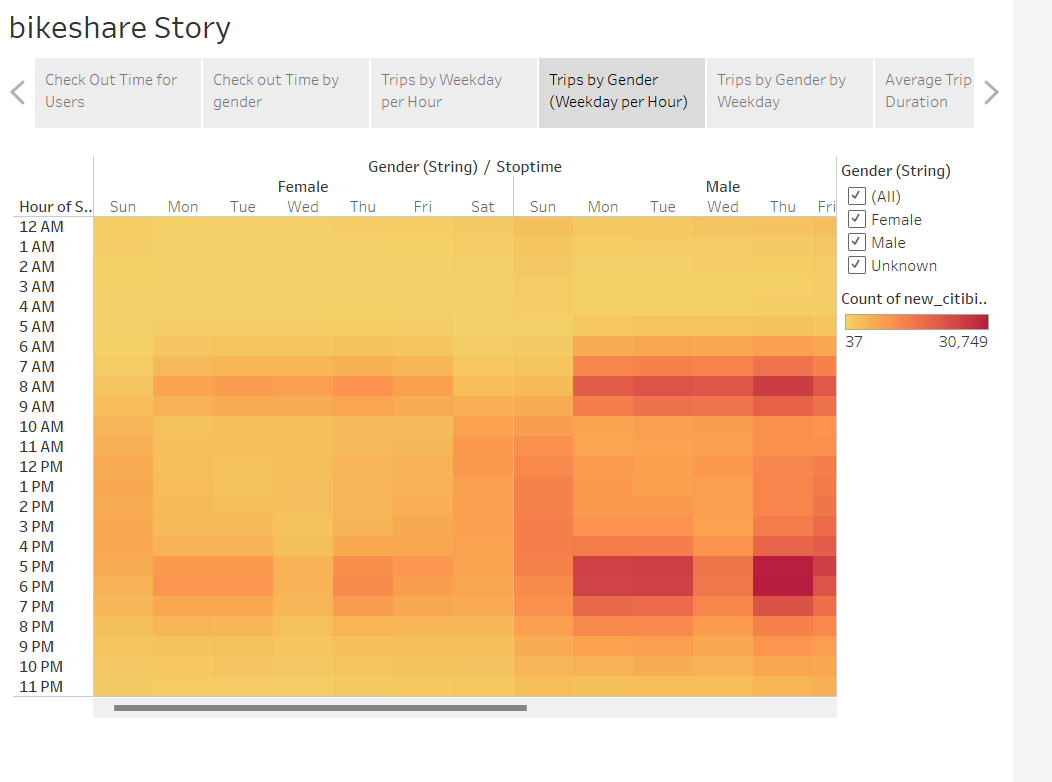 bikeshare Story
Check Out Time for
Users
Check out Time by
gender
Trips by Weekday
per Hour
Trips by Gender
(Weekday per Hour)
Trips by Gender by
Weekday
Average Trip
Duration
Gender (String) / Stoptime
Female
Male
Hour of S..
Sun Mon Tue Wed Thu Fri Sat Sun Mon Tue Wed Thu Fri
12 AM
1 AM
2 AM
3 AM
4 AM
5 AM
6 AM
7 AM
8 AM
9 AM
10 AM
11 AM
12 PM
1 PM
2 PM
3 PM
4 PM
5 PM
6 PM
7 PM
8 PM
9 PM
10 PM
11 PM
Gender (String)
(All)
Female
Male
Unknown
Count of new_citibi..
37 30,749